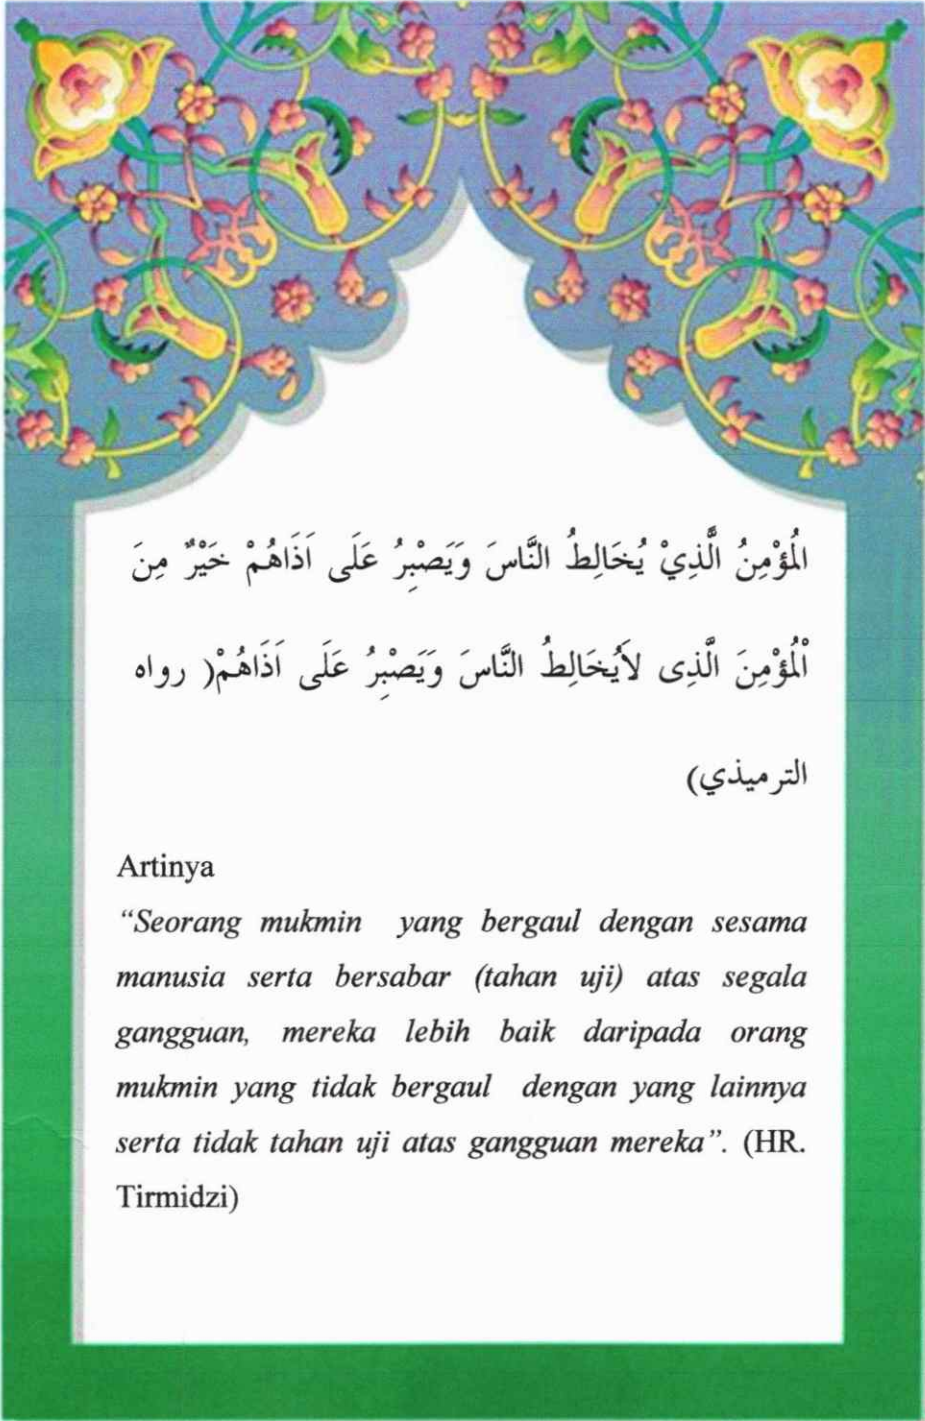 الُمُؤْمِنُ الَّذِيْ يُخَالِطُ النَّاسَ وَيَصْبِرُ عَلَى اَذَاهُمْ خَيْرٌ مِنَ
اْلُمُؤْمِنَ الَّذِى لاَيُخَالِطُ النَّاسَ وَيَصْبِرُ عَلَى اَذَاهُمْ( رواه
الترميذي)
Artinya
“Seorang mukmin yang bergaul dengan sesama
manusia serta bersabar (tahan uji) atas segala
gangguan, mereka lebih baik daripada orang
mukmin yang tidak bergaul dengan yang lainnya
serta tidak tahan uji atas gangguan mereka”. (HR.
Tirmidzi)